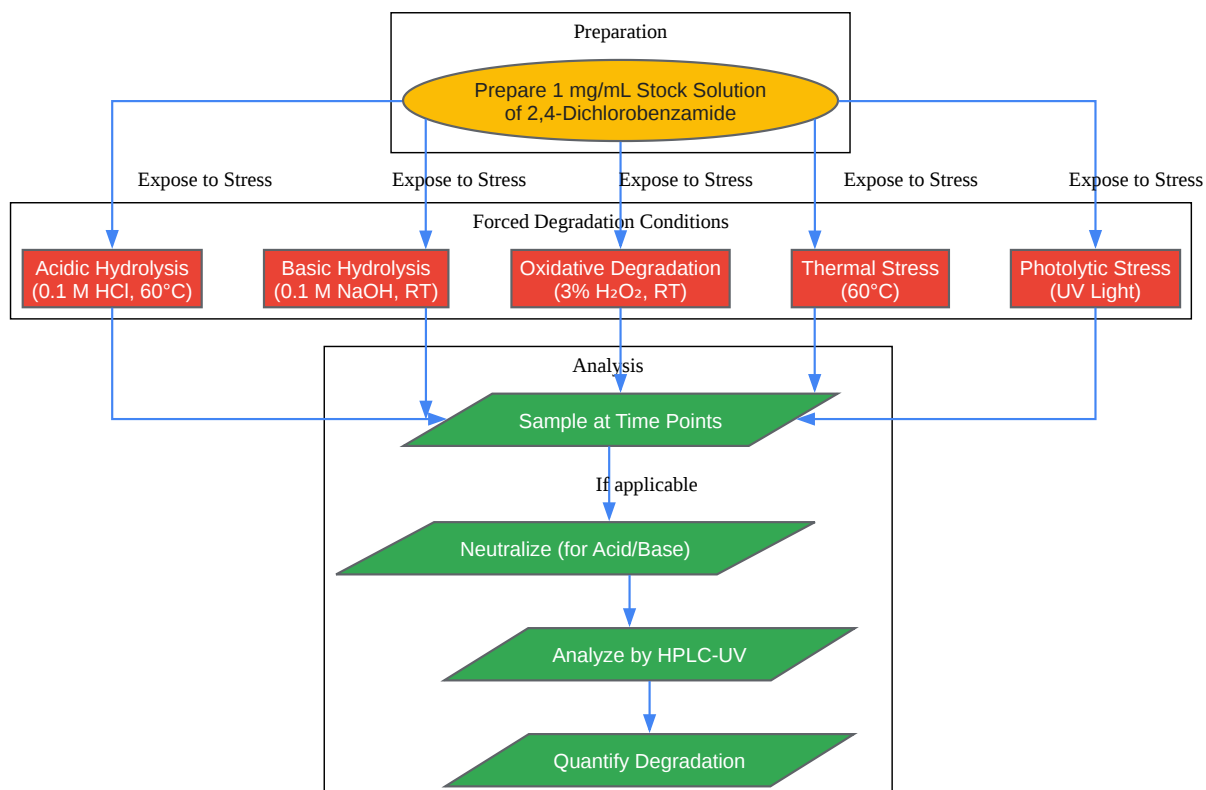 Preparation
Prepare 1 mg/mL Stock Solution
of 2,4-Dichlorobenzamide
Expose to Stress
Expose to Stress
Expose to Stress
Expose to Stress
Expose to Stress
Forced Degradation Conditions
Acidic Hydrolysis
(0.1 M HCl, 60°C)
Basic Hydrolysis
(0.1 M NaOH, RT)
Oxidative Degradation
(3% H₂O₂, RT)
Thermal Stress
(60°C)
Photolytic Stress
(UV Light)
Analysis
Sample at Time Points
If applicable
Neutralize (for Acid/Base)
Analyze by HPLC-UV
Quantify Degradation